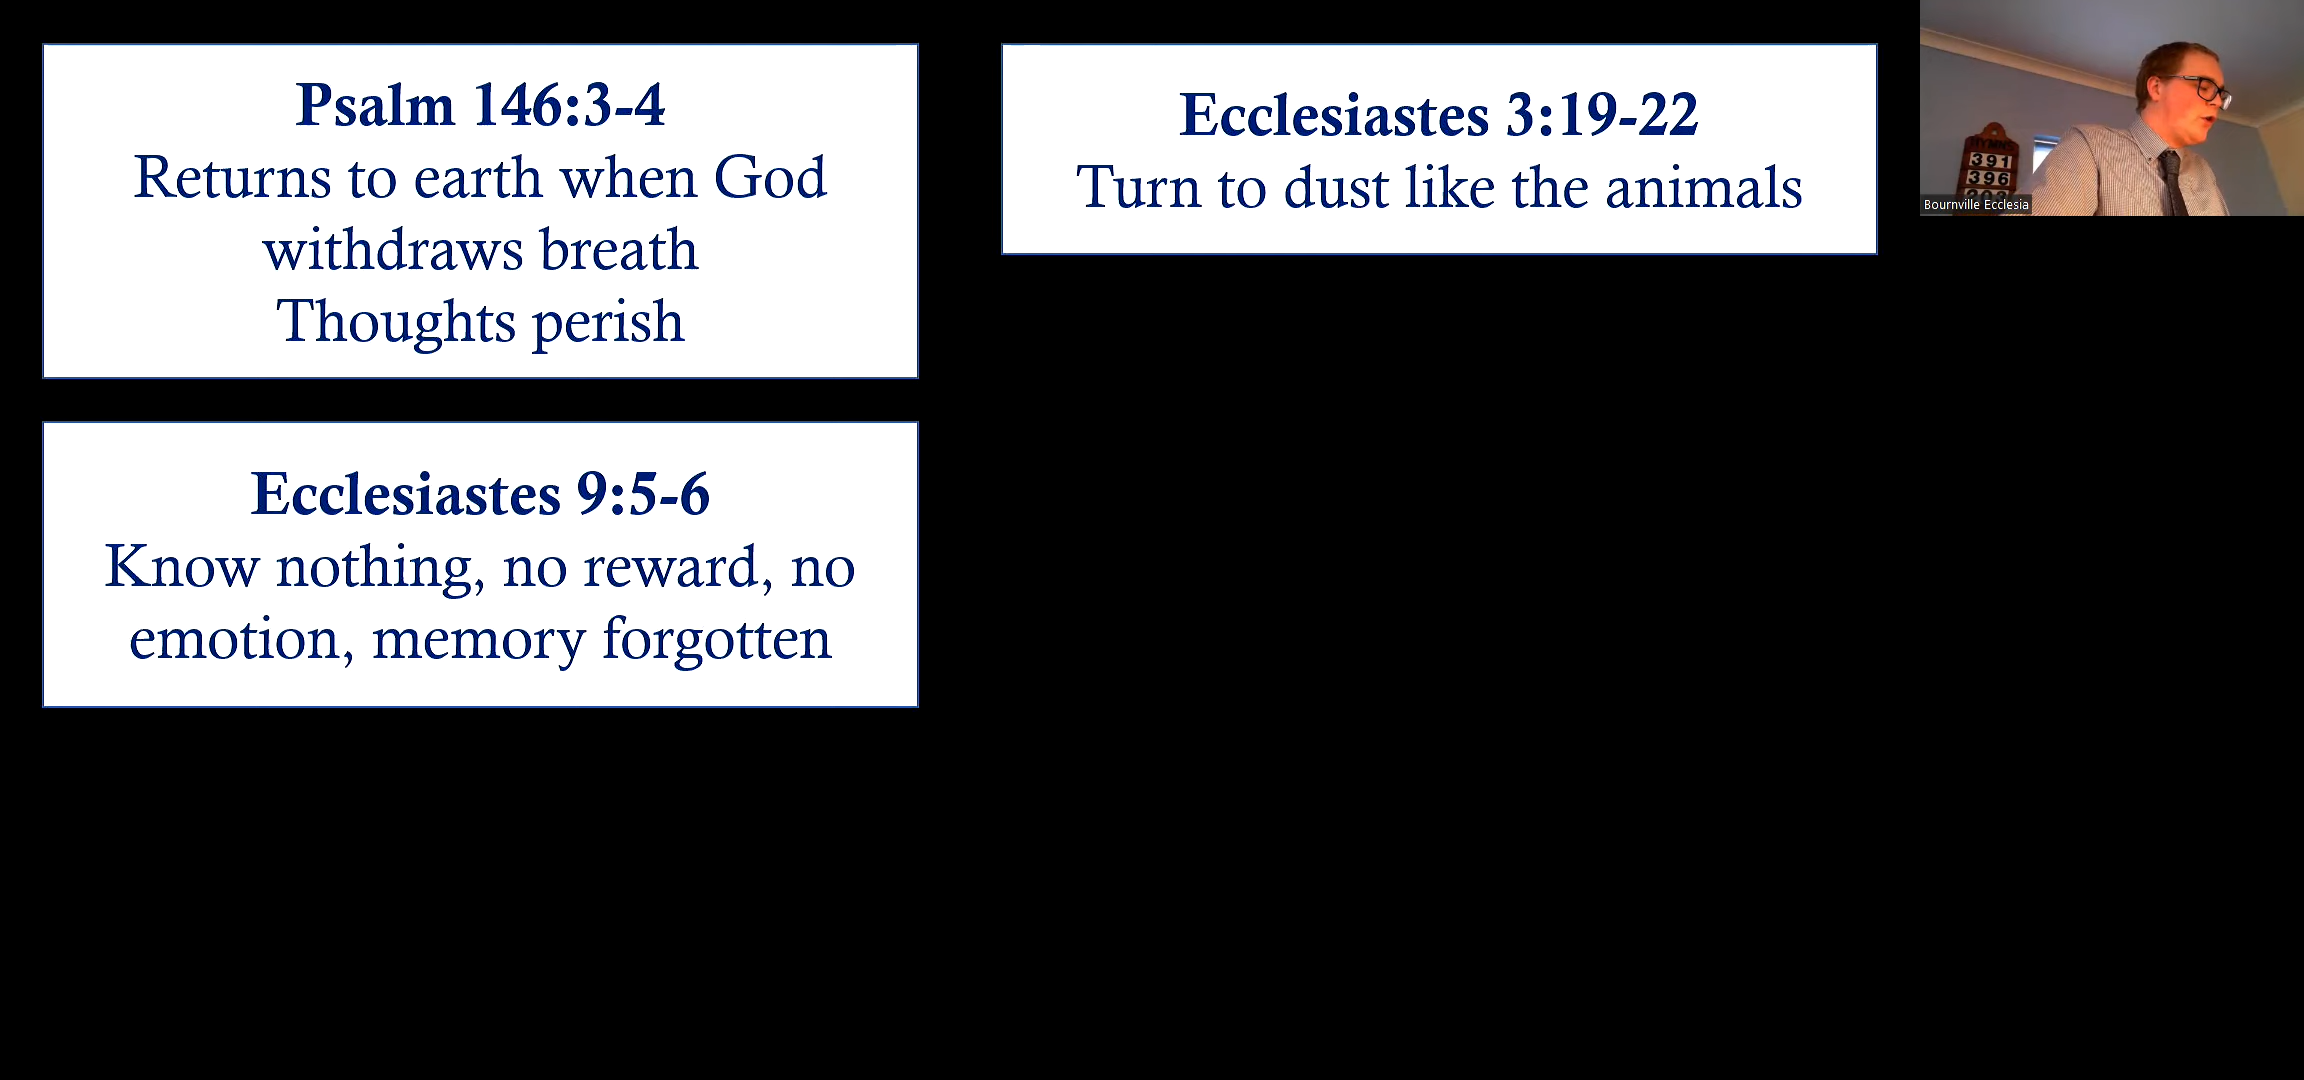 Psalm 146:3-4
Returns to earth when God
withdraws breath
Thoughts perish
Ecclesiastes 9:5-6
Know nothing, no reward, no
emotion, memory forgotten
Ecclesiastes 3:19-22
Turn to dust like the animals
HYMNS
391
396
Bournville Ecclesia